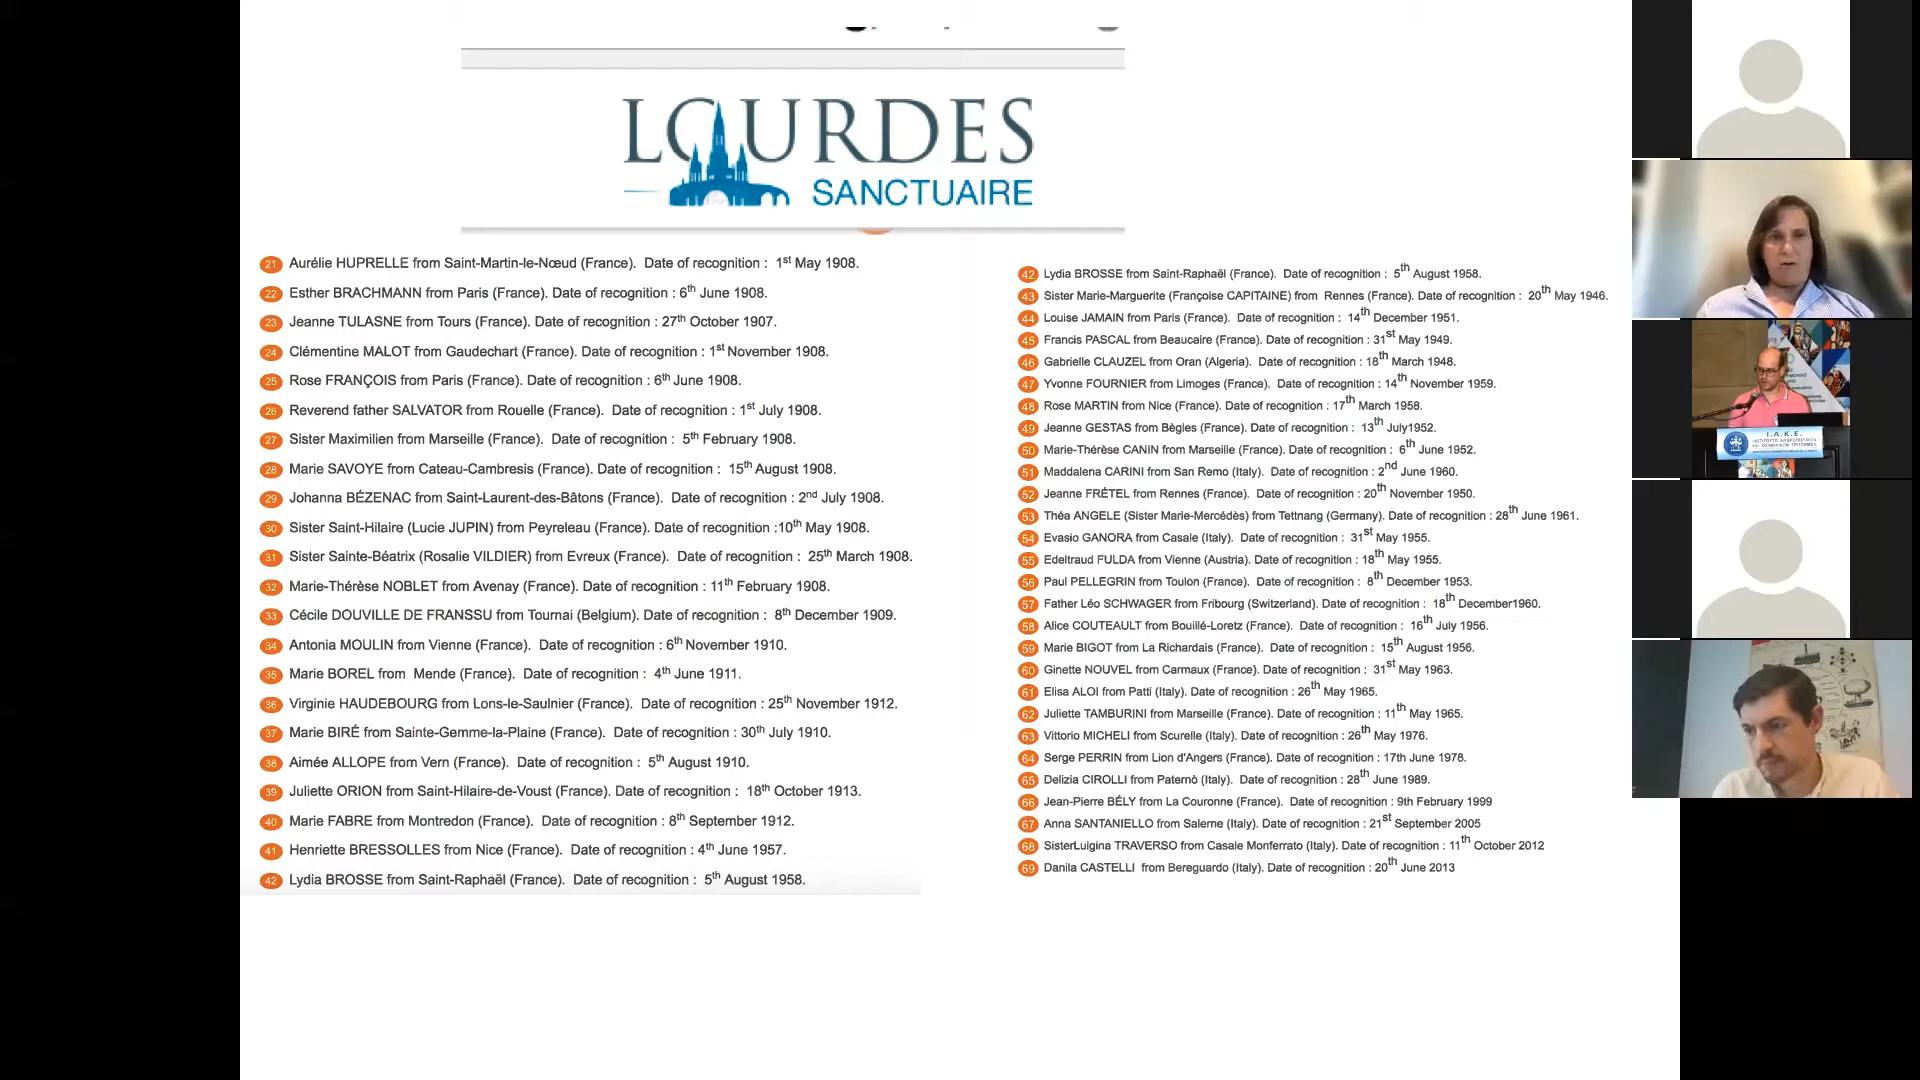 LOURDES
SANCTUAIRE
21 Aurélie HUPRELLE from Saint-Martin-le-Nœud (France). Date of recognition : 1st May 1908.
22 Esther BRACHMANN from Paris (France). Date of recognition : 6th June 1908.
23 Jeanne TULASNE from Tours (France). Date of recognition : 27th October 1907.
24 Clémentine MALOT from Gaudechart (France). Date of recognition : 1st November 1908.
25 Rose FRANÇOIS from Paris (France). Date of recognition : 6th June 1908.
26 Reverend father SALVATOR from Rouelle (France). Date of recognition : 1st July 1908.
27 Sister Maximilien from Marseille (France). Date of recognition : 5th February 1908.
28 Marie SAVOYE from Cateau-Cambresis (France). Date of recognition : 15th August 1908.
29 Johanna BÉZENAC from Saint-Laurent-des-Bâtons (France). Date of recognition : 2nd July 1908.
30 Sister Saint-Hilaire (Lucie JUPIN) from Peyreleau (France). Date of recognition :10th May 1908.
31 Sister Sainte-Béatrix (Rosalie VILDIER) from Evreux (France). Date of recognition : 25th March 1908.
32 Marie-Thérèse NOBLET from Avenay (France). Date of recognition : 11th February 1908.
33 Cécile DOUVILLE DE FRANSSU from Tournai (Belgium). Date of recognition : 8th December 1909.
34 Antonia MOULIN from Vienne (France). Date of recognition : 6th November 1910.
35 Marie BOREL from Mende (France). Date of recognition : 4th June 1911.
36 Virginie HAUDEBOURG from Lons-le-Saulnier (France). Date of recognition : 25th November 1912.
37 Marie BIRÉ from Sainte-Gemme-la-Plaine (France). Date of recognition : 30th July 1910.
38 Aimée ALLOPE from Vern (France). Date of recognition : 5th August 1910.
39 Juliette ORION from Saint-Hilaire-de-Voust (France). Date of recognition : 18th October 1913.
40 Marie FABRE from Montredon (France). Date of recognition : 8th September 1912.
41 Henriette BRESSOLLES from Nice (France). Date of recognition : 4th June 1957.
42 Lydia BROSSE from Saint-Raphaël (France). Date of recognition : 5th August 1958.
42 Lydia BROSSE from Saint-Raphaël (France). Date of recognition : 5th August 1958.
43 Sister Marie-Marguerite (Françoise CAPITAINE) from Rennes (France). Date of recognition : 20th May 1946.
44 Louise JAMAIN from Paris (France). Date of recognition : 14th December 1951.
45 Francis PASCAL from Beaucaire (France). Date of recognition : 31st May 1949.
46 Gabrielle CLAUZEL from Oran (Algeria). Date of recognition : 18th March 1948.
47 Yvonne FOURNIER from Limoges (France). Date of recognition : 14th November 1959.
48 Rose MARTIN from Nice (France). Date of recognition : 17th March 1958.
49 Jeanne GESTAS from Bègles (France). Date of recognition : 13th July1952.
50 Marie-Thérèse CANIN from Marseille (France). Date of recognition : 6th June 1952.
51 Maddalena CARINI from San Remo (Italy). Date of recognition : 2nd June 1960.
52 Jeanne FRÉTEL from Rennes (France). Date of recognition : 20th November 1950.
53 Théa ANGELE (Sister Marie-Mercédès) from Tettnang (Germany). Date of recognition : 28th June 1961.
54 Evasio GANORA from Casale (Italy). Date of recognition : 31st May 1955.
55 Edeltraud FULDA from Vienne (Austria). Date of recognition : 18th May 1955.
56 Paul PELLEGRIN from Toulon (France). Date of recognition : 8th December 1953.
57 Father Léo SCHWAGER from Fribourg (Switzerland). Date of recognition : 18th December1960.
58 Alice COUTEAULT from Bouillé-Loretz (France). Date of recognition : 16th July 1956.
59 Marie BIGOT from La Richardais (France). Date of recognition : 15th August 1956.
60 Ginette NOUVEL from Carmaux (France). Date of recognition : 31st May 1963.
61 Elisa ALOI from Patti (Italy). Date of recognition : 26th May 1965.
62 Juliette TAMBURINI from Marseille (France). Date of recognition : 11th May 1965.
63 Vittorio MICHELI from Scurelle (Italy). Date of recognition : 26th May 1976.
64 Serge PERRIN from Lion d'Angers (France). Date of recognition : 17th June 1978.
65 Delizia CIROLLI from Paternò (Italy). Date of recognition : 28th June 1989.
66 Jean-Pierre BÉLY from La Couronne (France). Date of recognition : 9th February 1999
67 Anna SANTANIELLO from Salerne (Italy). Date of recognition : 21st September 2005
68 SisterLuigina TRAVERSO from Casale Monferrato (Italy). Date of recognition : 11th October 2012
69 Danila CASTELLI from Bereguardo (Italy). Date of recognition : 20th June 2013
I.A.K.E.